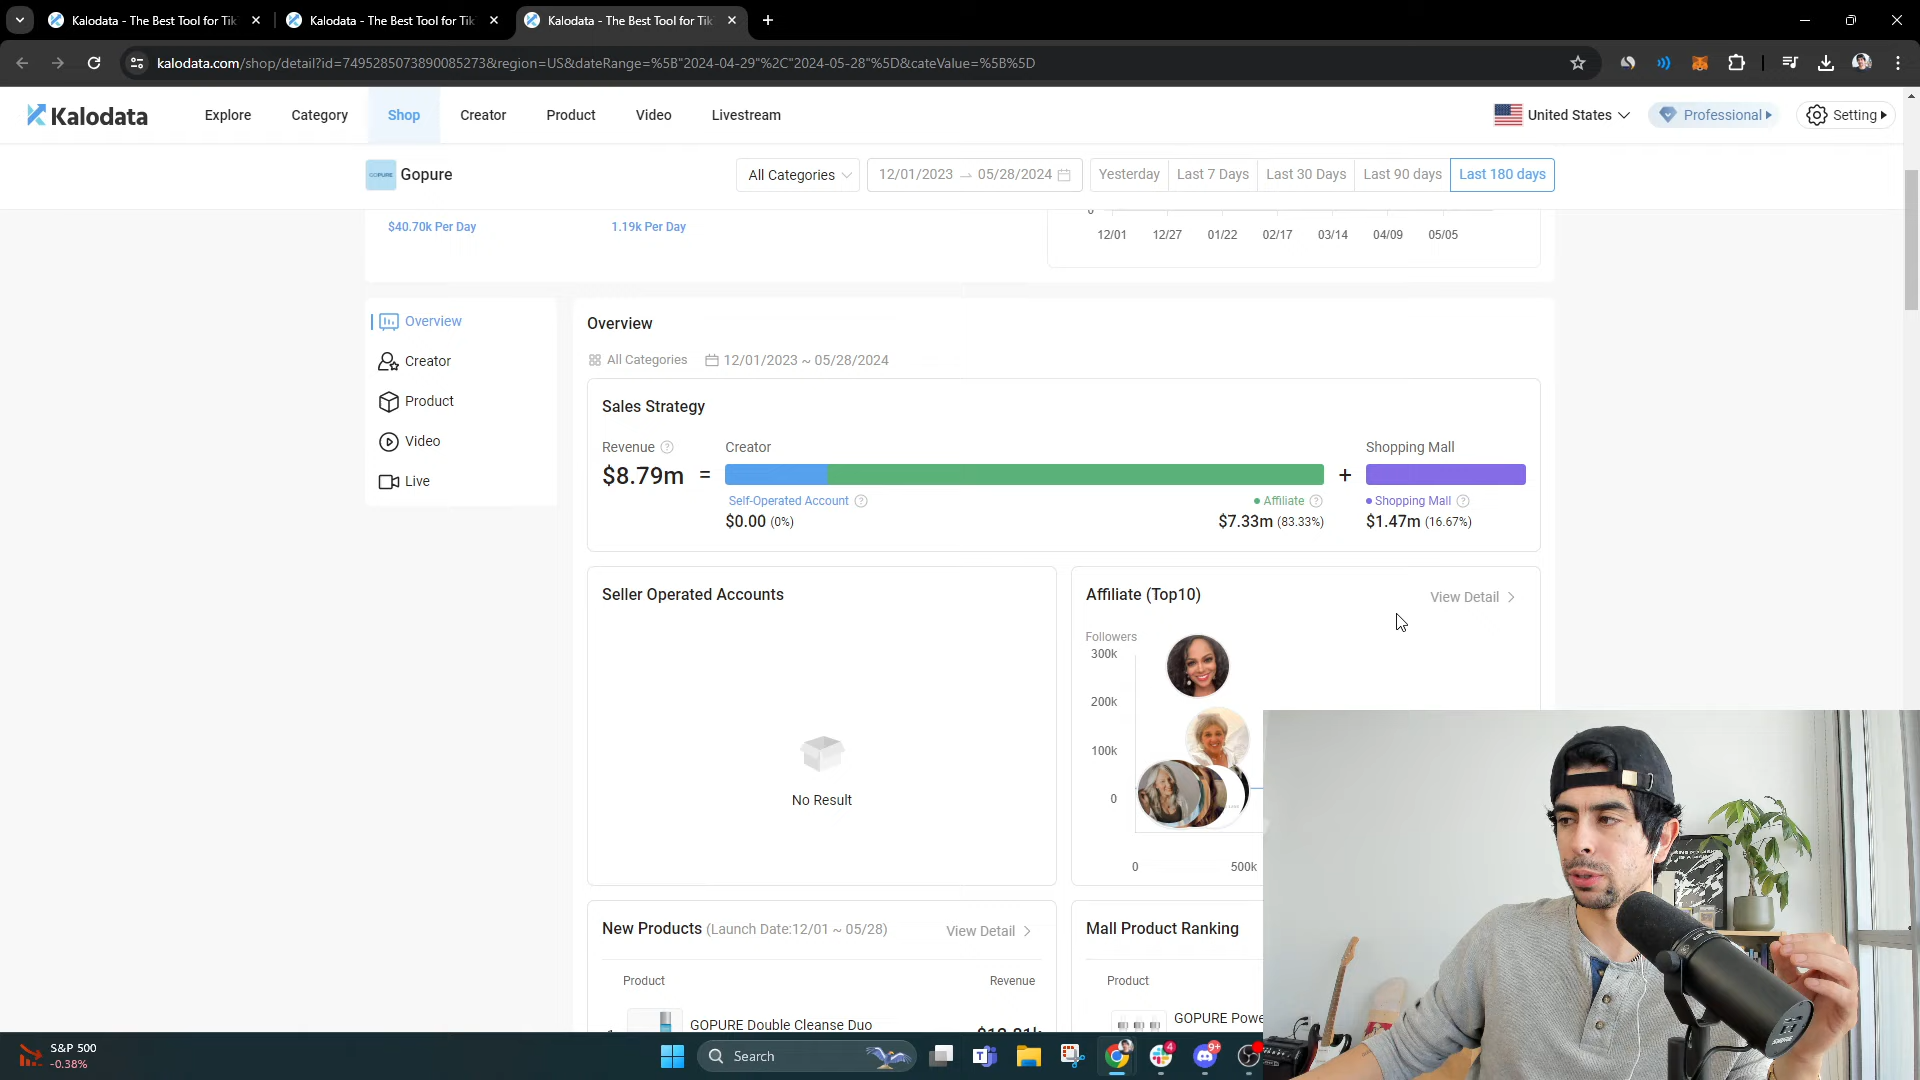 Kalodata - The Best Tool for Tik
Kalodata - The Best Tool for Tik
Kalodata - The Best Tool for Tik
kalodata.com/shop/detail?id=7495285073890085273&region=US&dateRange=%5B"2024-04-29"%2C"2024-05-28"%5D&cateValue=%5B%5D
Kalodata
Explore
Category
Shop
Creator
Product
Video
Livestream
United States
Professional
Setting
GOPURE
Gopure
All Categories
12/01/2023 → 05/28/2024
Yesterday
Last 7 Days
Last 30 Days
Last 90 days
Last 180 days
$40.70k Per Day
1.19k Per Day
0
12/01 12/27 01/22 02/17 03/14 04/09 05/05
Overview
Creator
Product
Video
Live
Overview
All Categories 12/01/2023 ~ 05/28/2024
Sales Strategy
Revenue ?
$8.79m =
Creator
Self-Operated Account ?
$0.00 (0%)
Affiliate ?
$7.33m (83.33%)
+
Shopping Mall
Shopping Mall ?
$1.47m (16.67%)
Seller Operated Accounts
No Result
Affiliate (Top10)
View Detail >
Followers
300k
200k
100k
0
0 500k
New Products (Launch Date:12/01 ~ 05/28)
View Detail >
Product Revenue
GOPURE Double Cleanse Duo
Mall Product Ranking
Product
GOPURE Powe
S&P 500
-0.38%
Search
4
9+